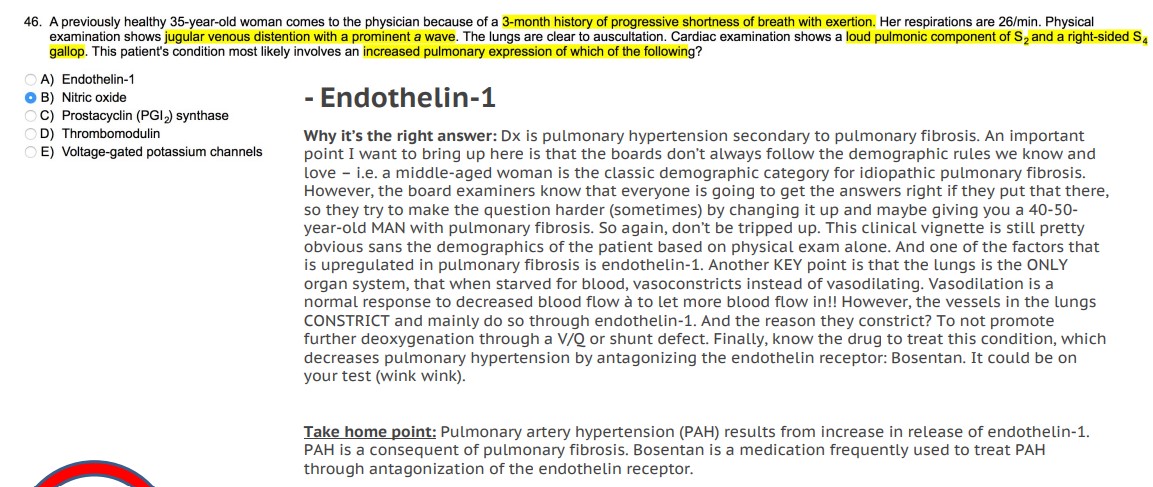 46. A previously healthy 35-year-old woman comes to the physician because of a 3-month history of progressive shortness of breath with exertion. Her respirations are 26/min. Physical
examination shows jugular venous distention with a prominent a wave. The lungs are clear to auscultation. Cardiac examination shows a loud pulmonic component of S2 and a right-sided S4
gallop. This patient's condition most likely involves an increased pulmonary expression of which of the following?
A) Endothelin-1
B) Nitric oxide
C) Prostacyclin (PGI2) synthase
D) Thrombomodulin
E) Voltage-gated potassium channels
- Endothelin-1
Why it's the right answer: Dx is pulmonary hypertension secondary to pulmonary fibrosis. An important
point I want to bring up here is that the boards don't always follow the demographic rules we know and
love – i.e. a middle-aged woman is the classic demographic category for idiopathic pulmonary fibrosis.
However, the board examiners know that everyone is going to get the answers right if they put that there,
so they try to make the question harder (sometimes) by changing it up and maybe giving you a 40-50-
year-old MAN with pulmonary fibrosis. So again, don't be tripped up. This clinical vignette is still pretty
obvious sans the demographics of the patient based on physical exam alone. And one of the factors that
is upregulated in pulmonary fibrosis is endothelin-1. Another KEY point is that the lungs is the ONLY
organ system, that when starved for blood, vasoconstricts instead of vasodilating. Vasodilation is a
normal response to decreased blood flow à to let more blood flow in!! However, the vessels in the lungs
CONSTRICT and mainly do so through endothelin-1. And the reason they constrict? To not promote
further deoxygenation through a V/Q or shunt defect. Finally, know the drug to treat this condition, which
decreases pulmonary hypertension by antagonizing the endothelin receptor: Bosentan. It could be on
your test (wink wink).
Take home point: Pulmonary artery hypertension (PAH) results from increase in release of endothelin-1.
PAH is a consequent of pulmonary fibrosis. Bosentan is a medication frequently used to treat PAH
through antagonization of the endothelin receptor.